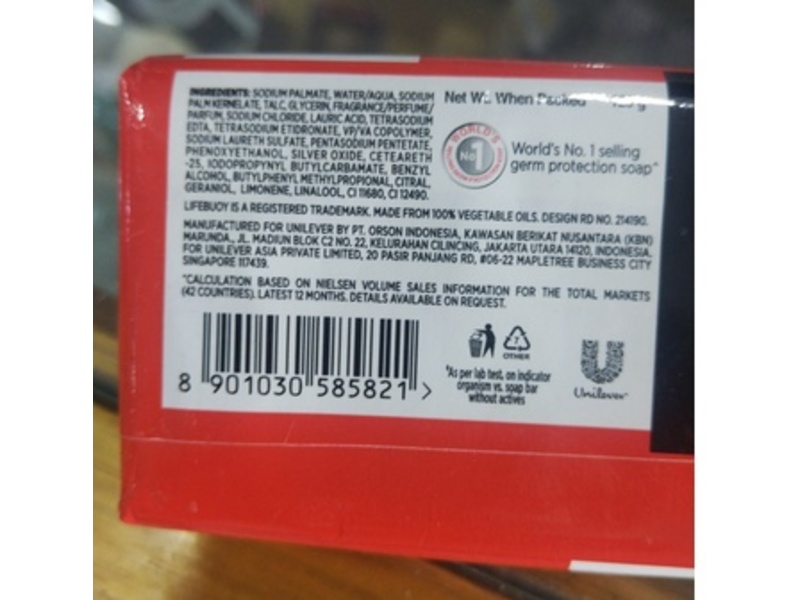 INGREDIENTS: SODIUM PALMATE, WATER/AQUA, SODIUM
PALM KERNELATE, TALC, GLYCERIN, FRAGRANCE/PERFUME/
PARFUM, SODIUM CHLORIDE, LAURIC ACID, TETRASODIUM
EDTA, TETRASODIUM ETIDRONATE, VP/VA COPOLYMER,
SODIUM LAURETH SULFATE, PENTASODIUM PENTETATE,
PHENOXYETHANOL, SILVER OXIDE, CETEARETH
-25, IODOPROPYNYL BUTYLCARBAMATE, BENZYL
ALCOHOL, BUTYLPHENYL METHYLPROPIONAL, CITRAL,
GERANIOL, LIMONENE, LINALOOL, CI 11680, CI 12490.
Net Wt. When Packed
WORLD'S
No 1
World's No. 1 selling
germ protection soap*
LIFEBUOY IS A REGISTERED TRADEMARK. MADE FROM 100% VEGETABLE OILS. DESIGN RD NO. 214190.
MANUFACTURED FOR UNILEVER BY PT. ORSON INDONESIA, KAWASAN BERIKAT NUSANTARA (KBN)
MARUNDA., JL. MADIUN BLOK C2 NO. 22, KELURAHAN CILINCING, JAKARTA UTARA 14120, INDONESIA.
FOR UNILEVER ASIA PRIVATE LIMITED, 20 PASIR PANJANG RD, #06-22 MAPLETREE BUSINESS CITY
SINGAPORE 117439.
*CALCULATION BASED ON NIELSEN VOLUME SALES INFORMATION FOR THE TOTAL MARKETS
(42 COUNTRIES). LATEST 12 MONTHS. DETAILS AVAILABLE ON REQUEST.
8 901030 585821 >
7
OTHER
*As per lab test, on indicator
organism vs. soap bar
without actives
Unilever